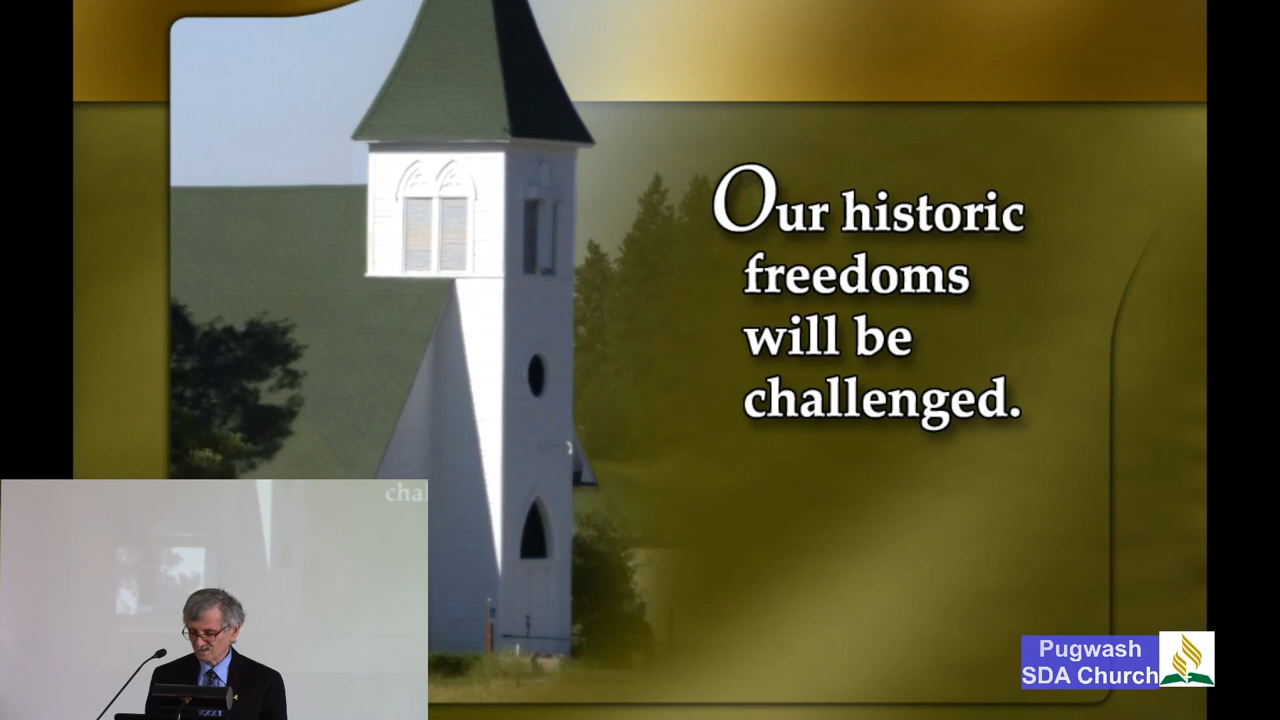 Our historic
freedoms
will be
challenged.
Pugwash
SDA Church